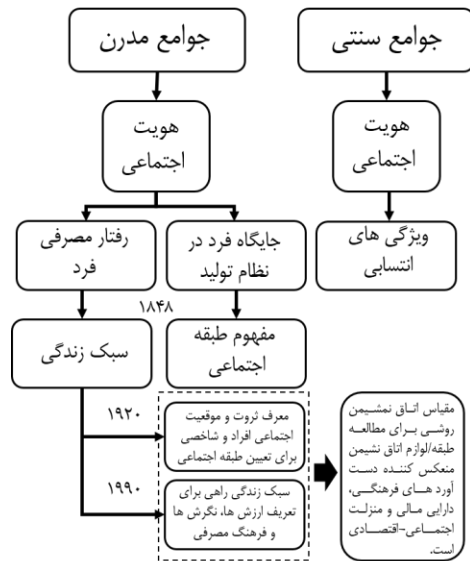 جوامع سنتی
هویت
اجتماعی
ویژگی های
انتسابی
جوامع مدرن
هویت
اجتماعی
جایگاه فرد در
نظام تولید
۱۸۴۸
مفهوم طبقه
اجتماعی
رفتار مصرفی
فرد
سبک زندگی
۱۹۲۰
معرف ثروت و موقعیت
اجتماعی افراد و شاخصی
برای تعیین طبقه اجتماعی
۱۹۹۰
سبک زندگی راهی برای
تعریف ارزش ها، نگرش ها
و فرهنگ مصرفی
مقیاس اتاق نمشیمن
روشی برای مطالعه
طبقه/لوازم اتاق نشیمن
منعکس کننده دست
آورد های فرهنگی،
دارایی مالی و منزلت
اجتماعی-اقتصادی
است.